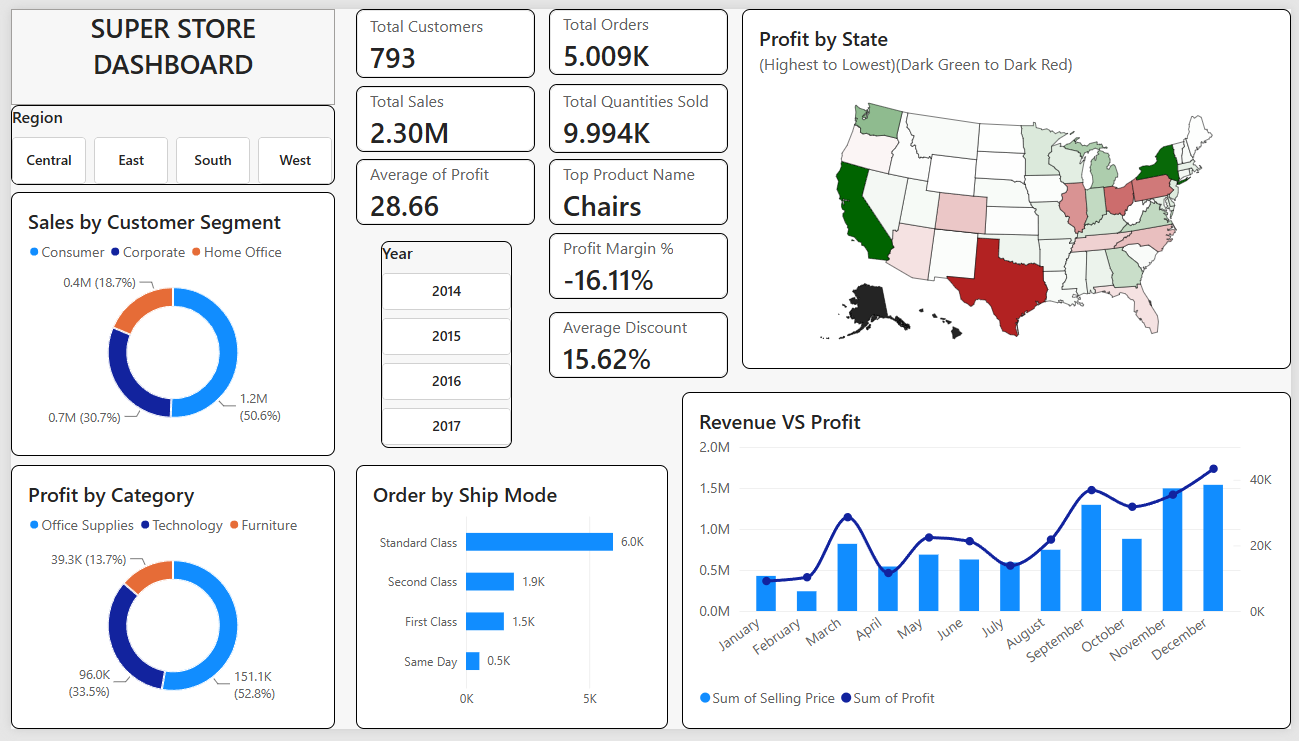 SUPER STORE
DASHBOARD
Region
Central
East
South
West
Sales by Customer Segment
Consumer
Corporate
Home Office
0.4M (18.7%)
0.7M (30.7%)
1.2M
(50.6%)
Profit by Category
Office Supplies
Technology
Furniture
39.3K (13.7%)
96.0K
(33.5%)
151.1K
(52.8%)
Total Customers
793
Total Orders
5.009K
Total Sales
2.30M
Total Quantities Sold
9.994K
Average of Profit
28.66
Top Product Name
Chairs
Year
2014
2015
2016
2017
Profit Margin %
-16.11%
Average Discount
15.62%
Order by Ship Mode
Standard Class
6.0K
Second Class
1.9K
First Class
1.5K
Same Day
0.5K
0K
5K
Profit by State
(Highest to Lowest)(Dark Green to Dark Red)
Revenue VS Profit
2.0M
1.5M
1.0M
0.5M
0.0M
40K
20K
0K
January
February
March
April
May
June
July
August
September
October
November
December
Sum of Selling Price
Sum of Profit